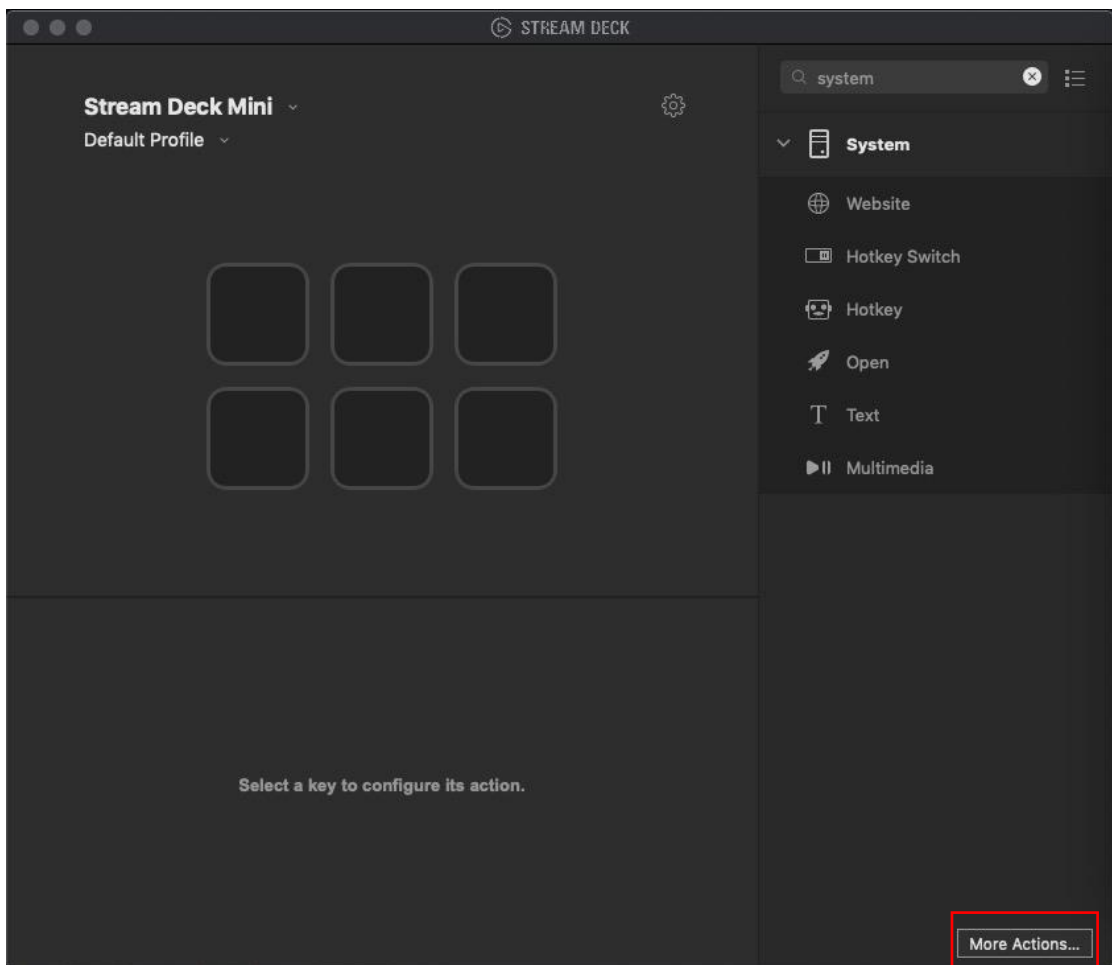 STREAM DECK
Stream Deck Mini
Default Profile
system
System
Website
Hotkey Switch
Hotkey
Open
Text
Multimedia
Select a key to configure its action.
More Actions...